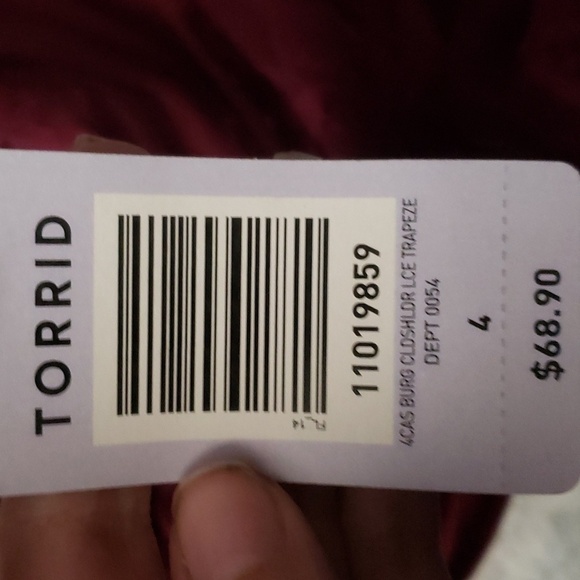 TORRID
11019859
4CAS BURG CLDSHLDR LCE TRAPEZE
DEPT 0054
4
$68.90